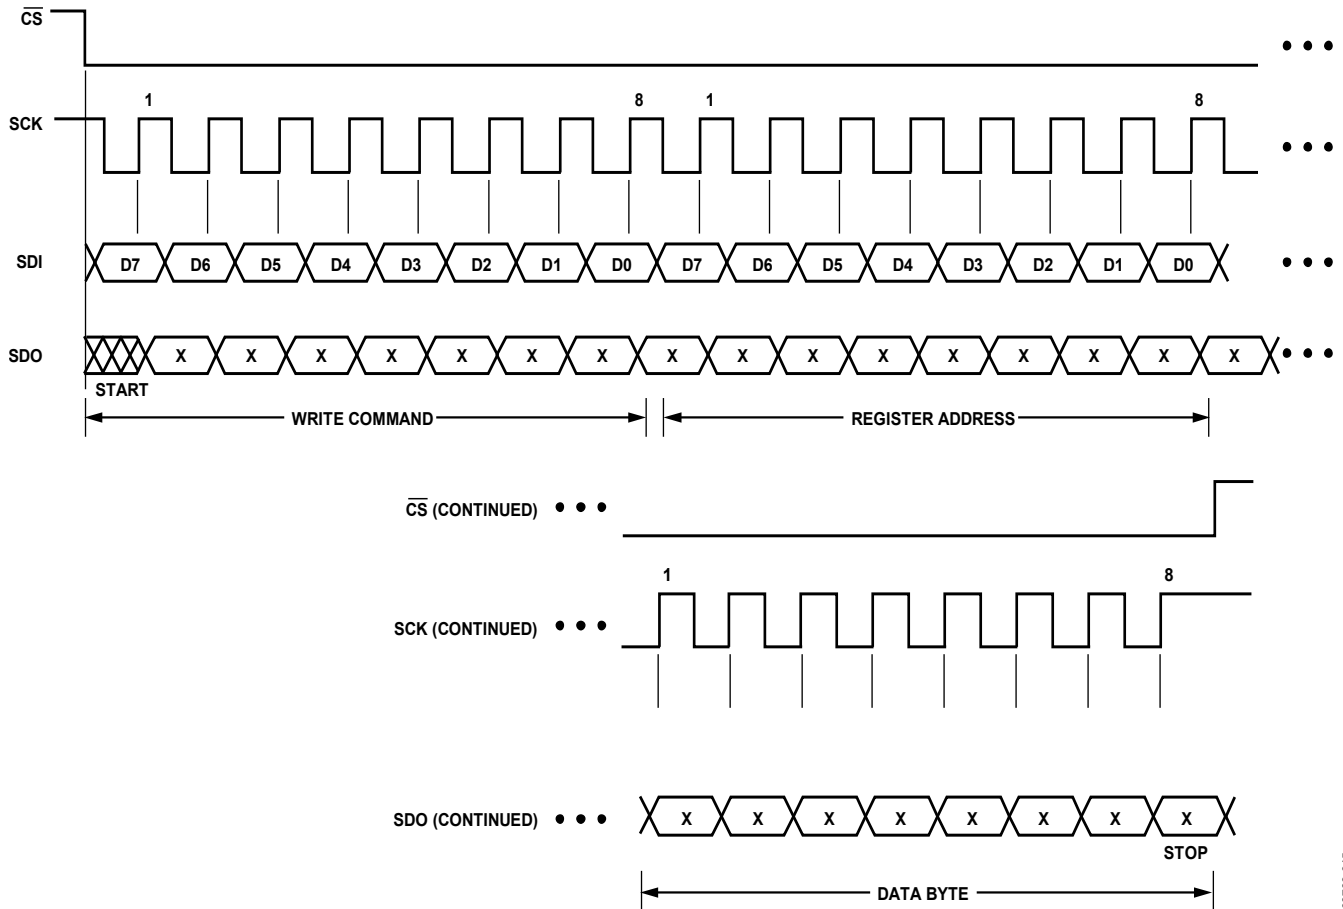 CS
1 8 1 8
SCK
SDI D7 D6 D5 D4 D3 D2 D1 D0 D7 D6 D5 D4 D3 D2 D1 D0
SDO X X X X X X X X X X X X X X X X
START
WRITE COMMAND REGISTER ADDRESS
CS (CONTINUED)
1 8
SCK (CONTINUED)
SDO (CONTINUED) X X X X X X X X
STOP
DATA BYTE